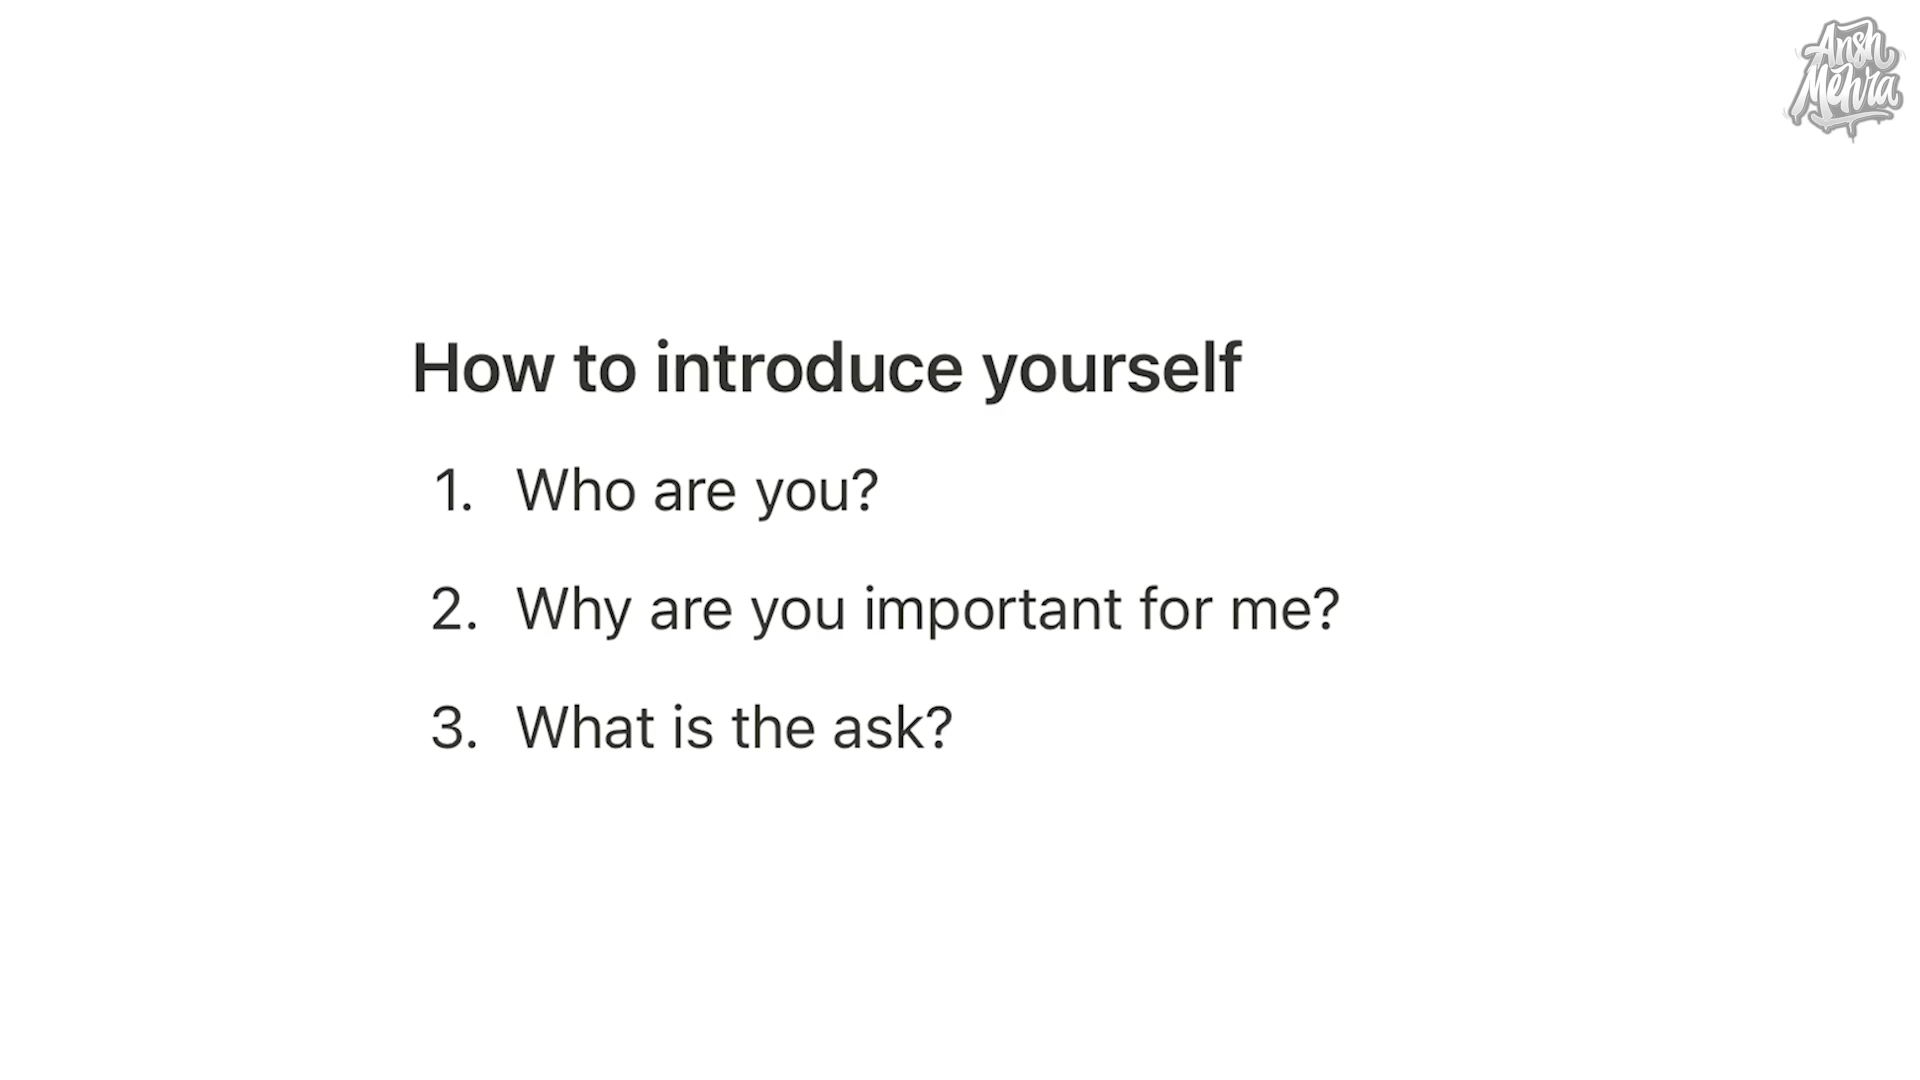 Ansh
Mehra
How to introduce yourself
1. Who are you?
2. Why are you important for me?
3. What is the ask?